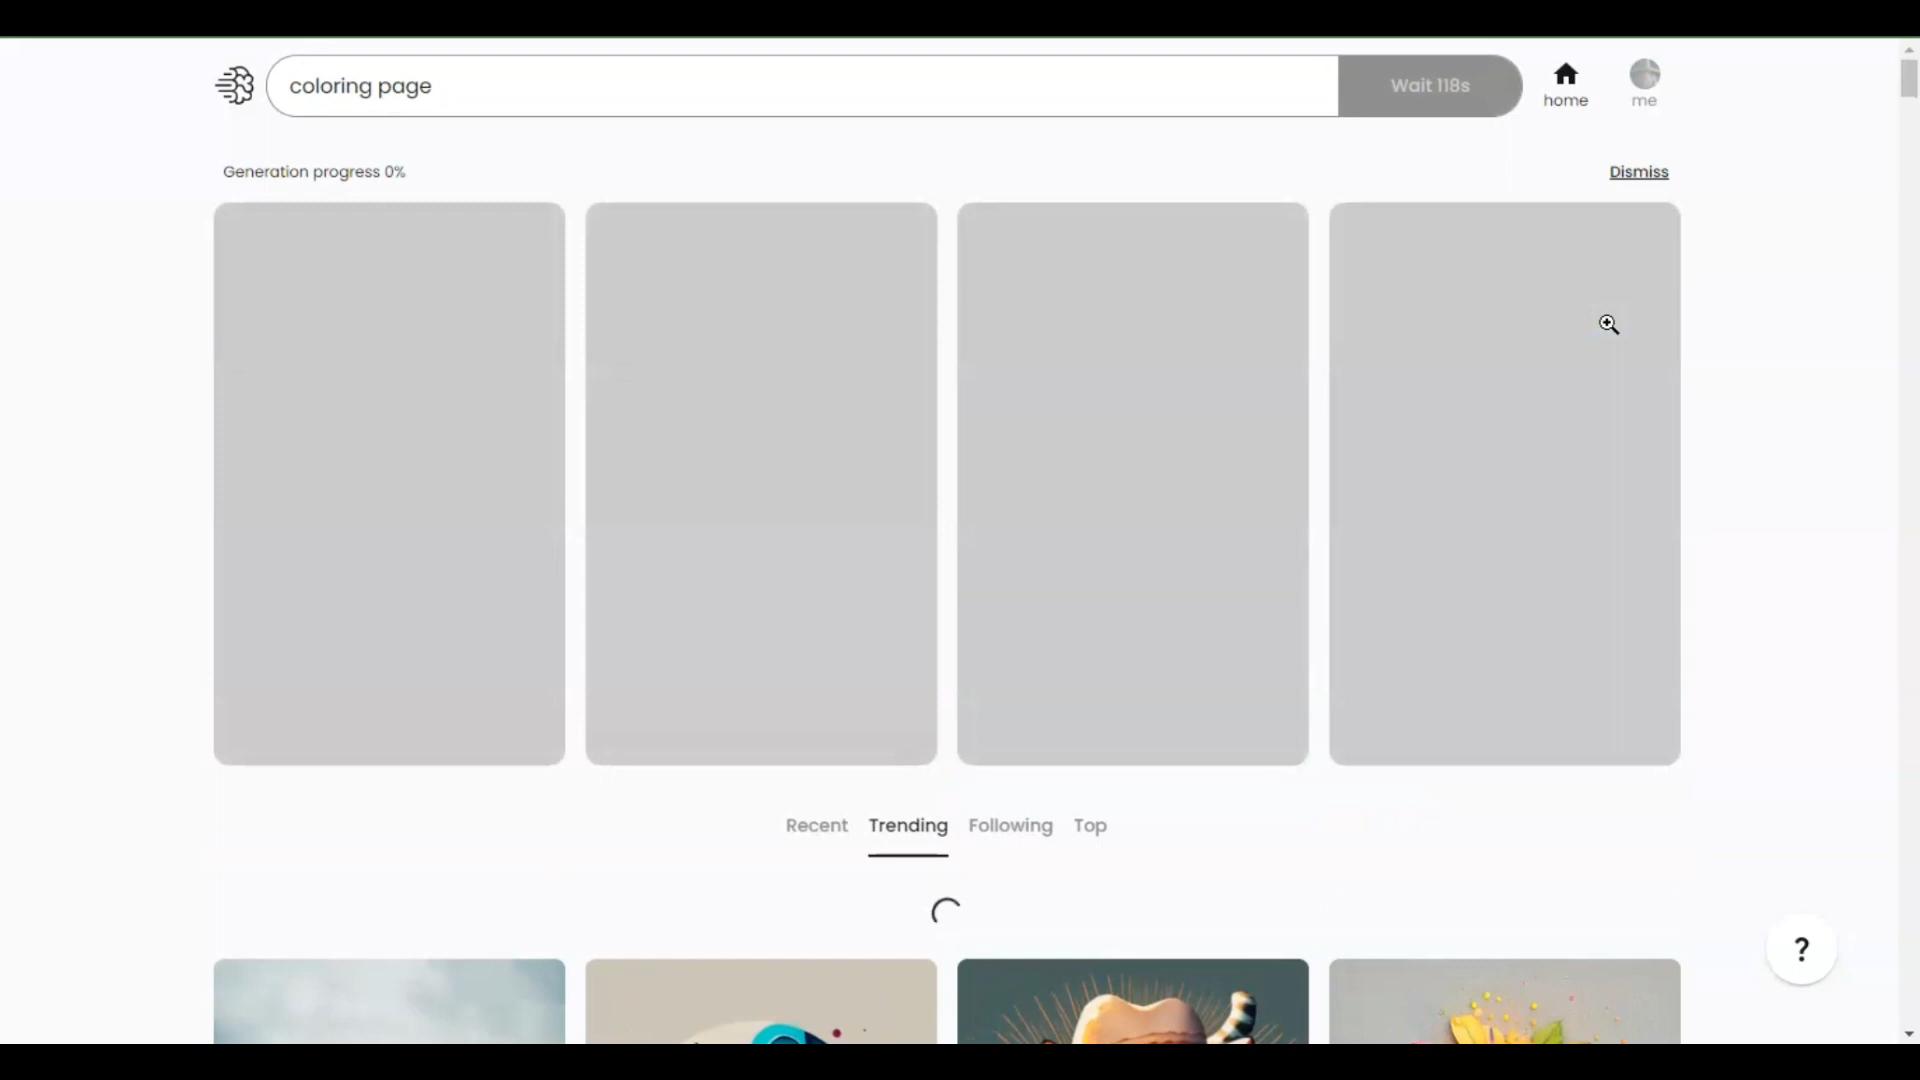 coloring page
Wait 118s
home
me
Generation progress 0%
Dismiss
Recent
Trending
Following
Top
?